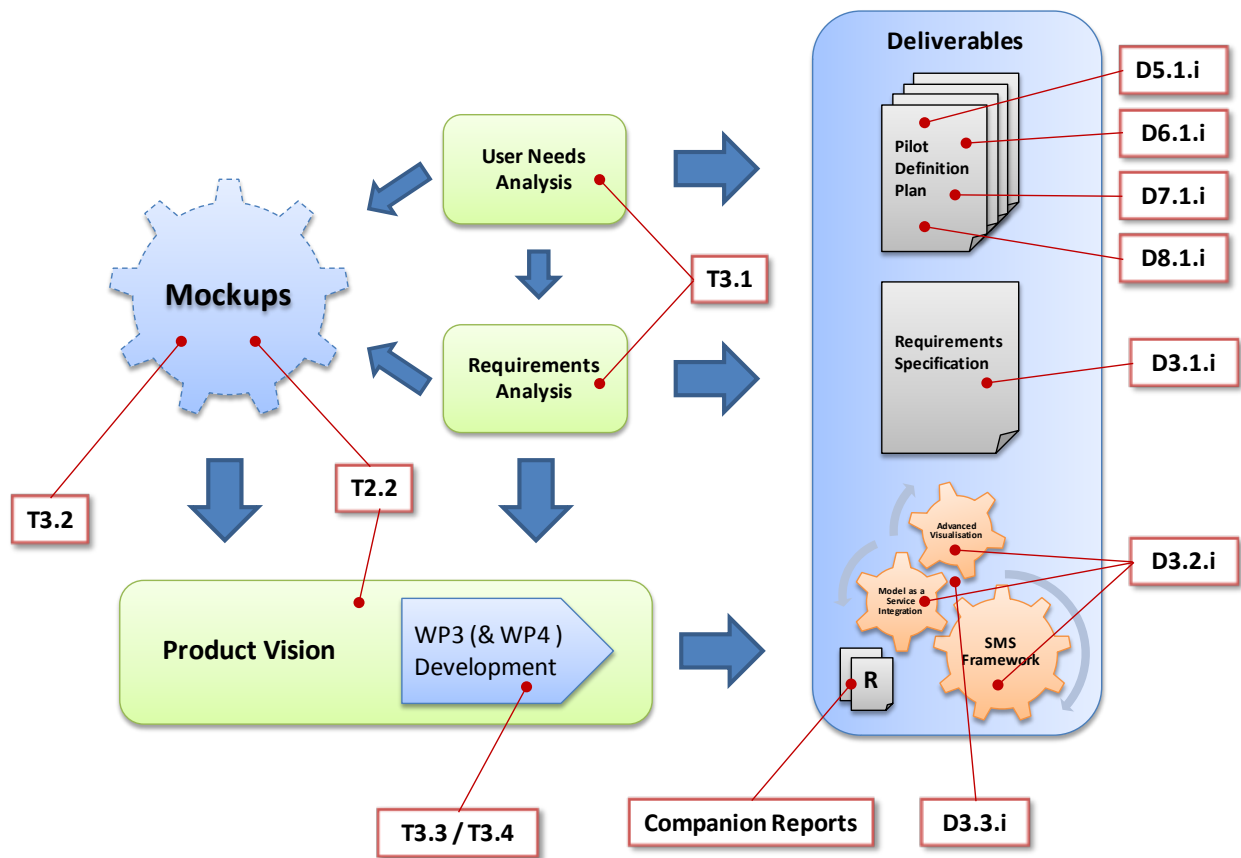 Deliverables
D5.1.i
User Needs
Analysis
Pilot
Definition
Plan
D6.1.i
D7.1.i
D8.1.i
T3.1
Mockups
Requirements
Analysis
Requirements
Specification
D3.1.i
T3.2
T2.2
Advanced
Visualisation
D3.2.i
Model as a
Service
Integration
Product Vision
WP3 (& WP4 )
Development
SMS
Framework
R
T3.3 / T3.4
Companion Reports
D3.3.i